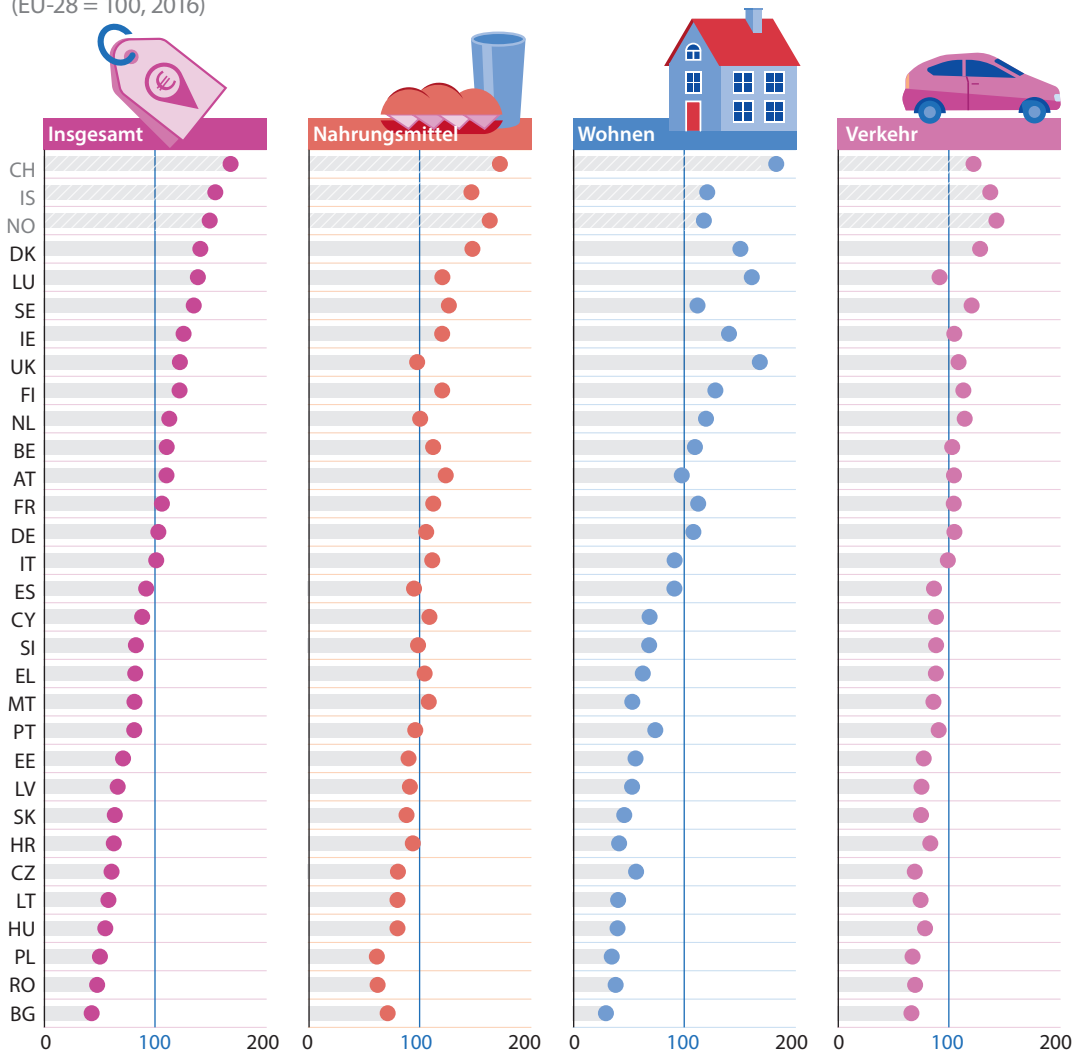 (EU-28 = 100, 2016)
Insgesamt
Nahrungsmittel
Wohnen
Verkehr
CH
IS
NO
DK
LU
SE
IE
UK
FI
NL
BE
AT
FR
DE
IT
ES
CY
SI
EL
MT
PT
EE
LV
SK
HR
CZ
LT
HU
PL
RO
BG
0 100 200 0 100 200 0 100 200 0 100 200